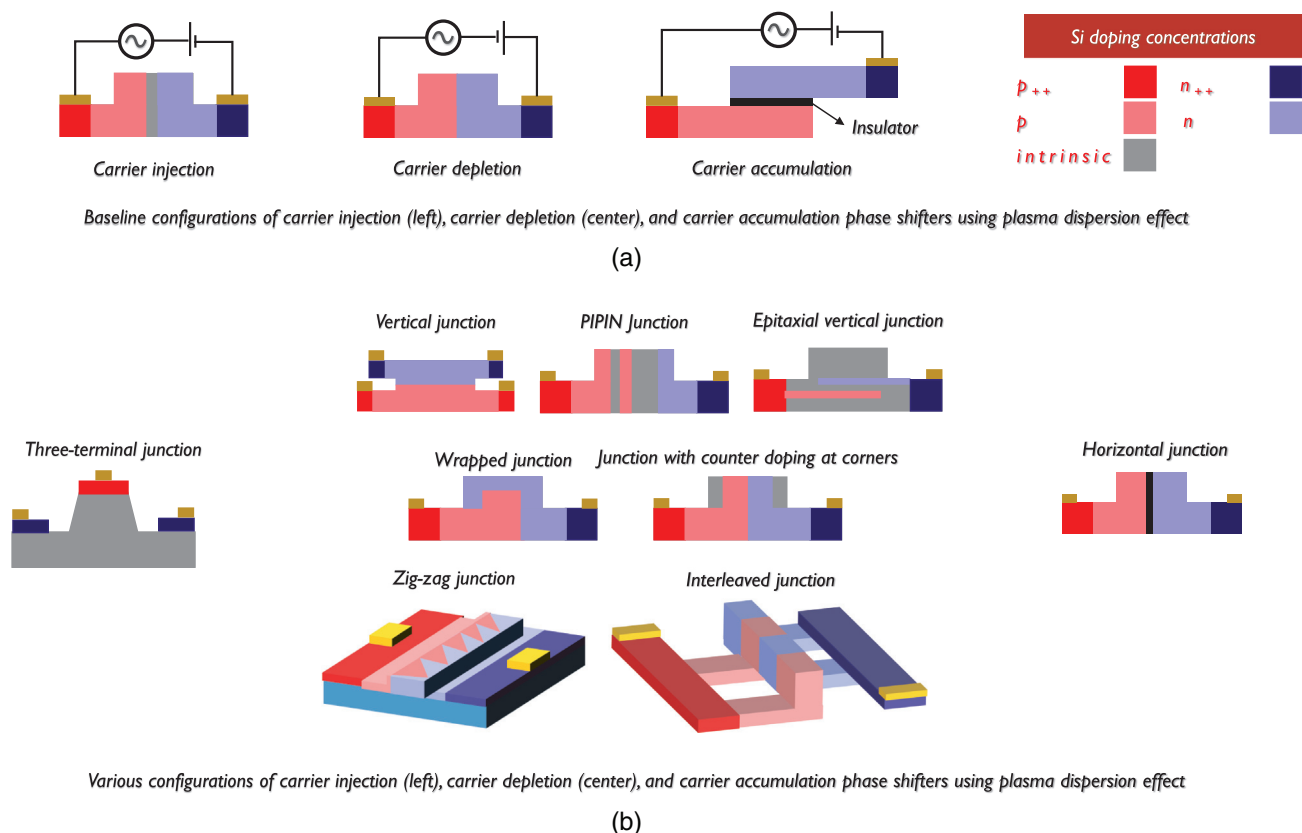 Si doping concentrations
p++ n++
p n
intrinsic
Insulator
Carrier injection
Carrier depletion
Carrier accumulation
Baseline configurations of carrier injection (left), carrier depletion (center), and carrier accumulation phase shifters using plasma dispersion effect
(a)
Vertical junction
PIPIN Junction
Epitaxial vertical junction
Three-terminal junction
Wrapped junction
Junction with counter doping at corners
Horizontal junction
Zig-zag junction
Interleaved junction
Various configurations of carrier injection (left), carrier depletion (center), and carrier accumulation phase shifters using plasma dispersion effect
(b)